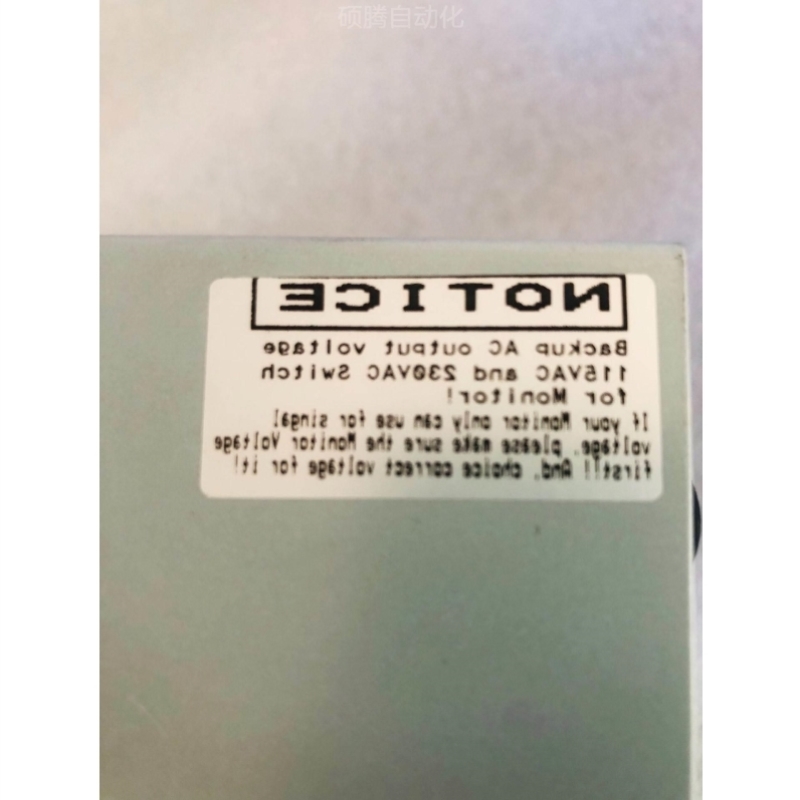 硕腾自动化
NOTICE
Backup AC output voltage
115VAC and 230VAC Switch
for Monitor!
If your Monitor only can use for singal
voltage, please make sure the Monitor Voltage
first!! And, choice correct voltage for it!